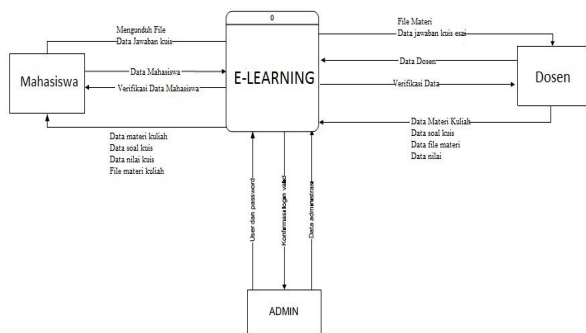 0
E-LEARNING
Mengunduh File
Data Jawaban kuis
Mahasiswa
Data Mahasiswa
Verifikasi Data Mahasiswa
Data materi kuliah
Data soal kuis
Data nilai kuis
File materi kuliah
File Materi
Data jawaban kuis esai
Data Dosen
Dosen
Verifikasi Data
Data Materi Kuliah
Data soal kuis
Data file materi
Data nilai
User dan password
Konfirmasi login valid
Data administrasi
ADMIN